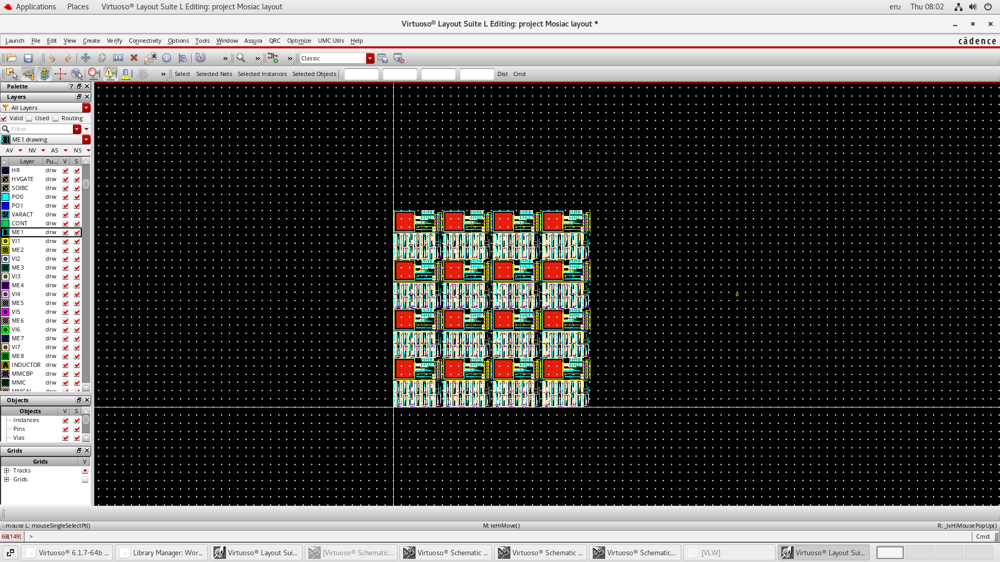 Applications Places Virtuoso® Layout Suite L Editing: project Mosiac layout en2 Thu 08:02
Virtuoso® Layout Suite L Editing: project Mosiac layout *
Launch File Edit View Create Verify Connectivity Options Tools Window Assura QRC Optimize UMC Utils Help cādence
» » » Classic
» Select Selected Nets Selected Instances Selected Objects Dist Cmd
Palette ?
Layers
All Layers
Valid Used Routing
Filter
ME1 drawing
AV NV AS NS
Layer Pu... V S
HR drw
HVGATE drw
SOIBC drw
PO0 drw
PO1 drw
VARACT drw
CONT drw
ME1 drw
VI1 drw
ME2 drw
VI2 drw
ME3 drw
VI3 drw
ME4 drw
VI4 drw
ME5 drw
VI5 drw
ME6 drw
VI6 drw
ME7 drw
VI7 drw
ME8 drw
INDUCTOR drw
MMCBP drw
MMC drw
Objects
Objects V S
Instances
Pins
Vias
Grids
Grids V
Tracks
Grids
mouse L: mouseSingleSelectPt() M: leHiMove() R: _lxHiMousePopUp()
68(149) > Cmd:
Virtuoso® 6.1.7-64b ... Library Manager: Wor... Virtuoso® Layout Sui... [Virtuoso® Schematic... Virtuoso® Schematic ... Virtuoso® Schematic ... Virtuoso® Schematic... [VLW] Virtuoso® Layout Sui...